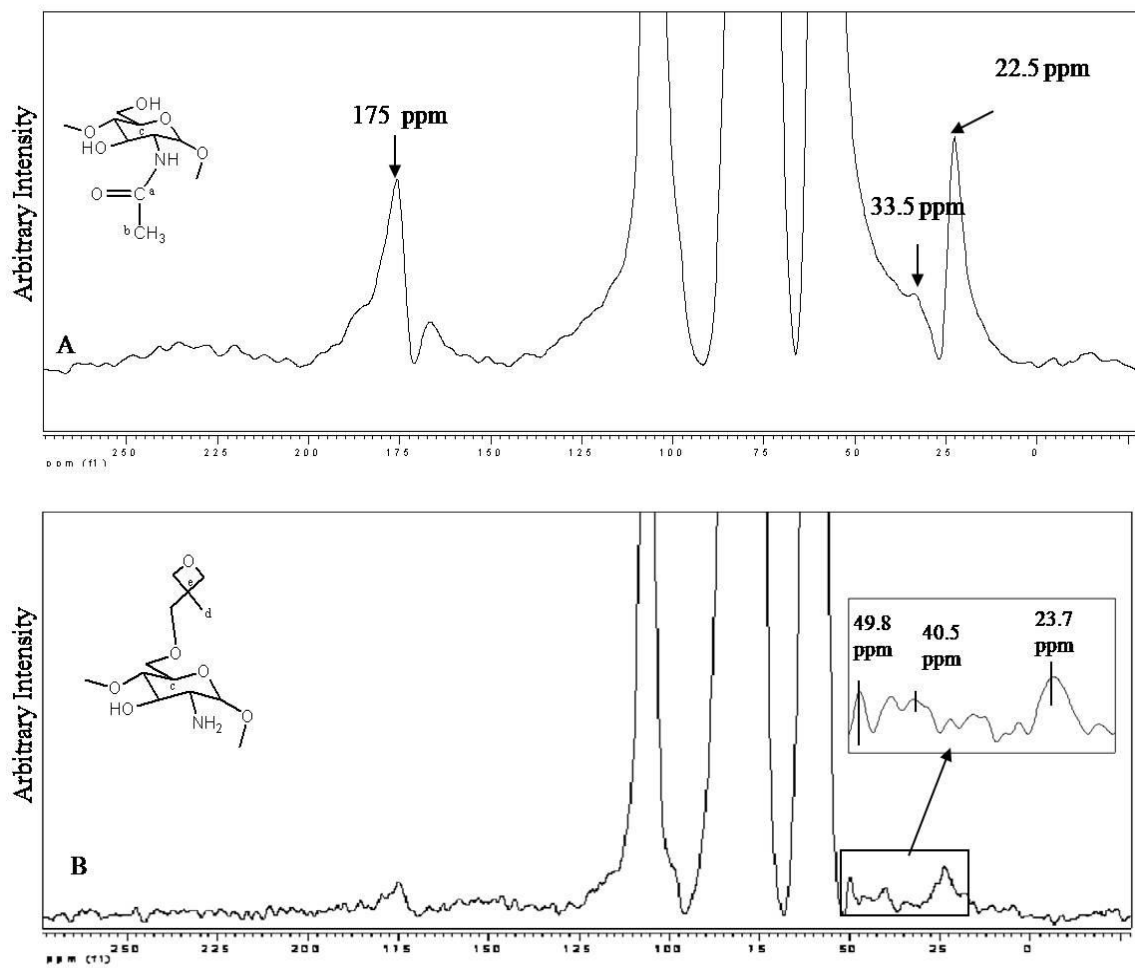 22.5 ppm
175 ppm
33.5 ppm
OH
O
O
c
HO
NH
O
O
a
b
CH3
Arbitrary Intensity
A
250 225 200 175 150 125 100 75 50 25 0
ppm (f1)
O
e
d
O
O
O
c
HO
NH2
O
49.8 ppm
40.5 ppm
23.7 ppm
Arbitrary Intensity
B
250 225 200 175 150 125 100 75 50 25 0
ppm (f1)